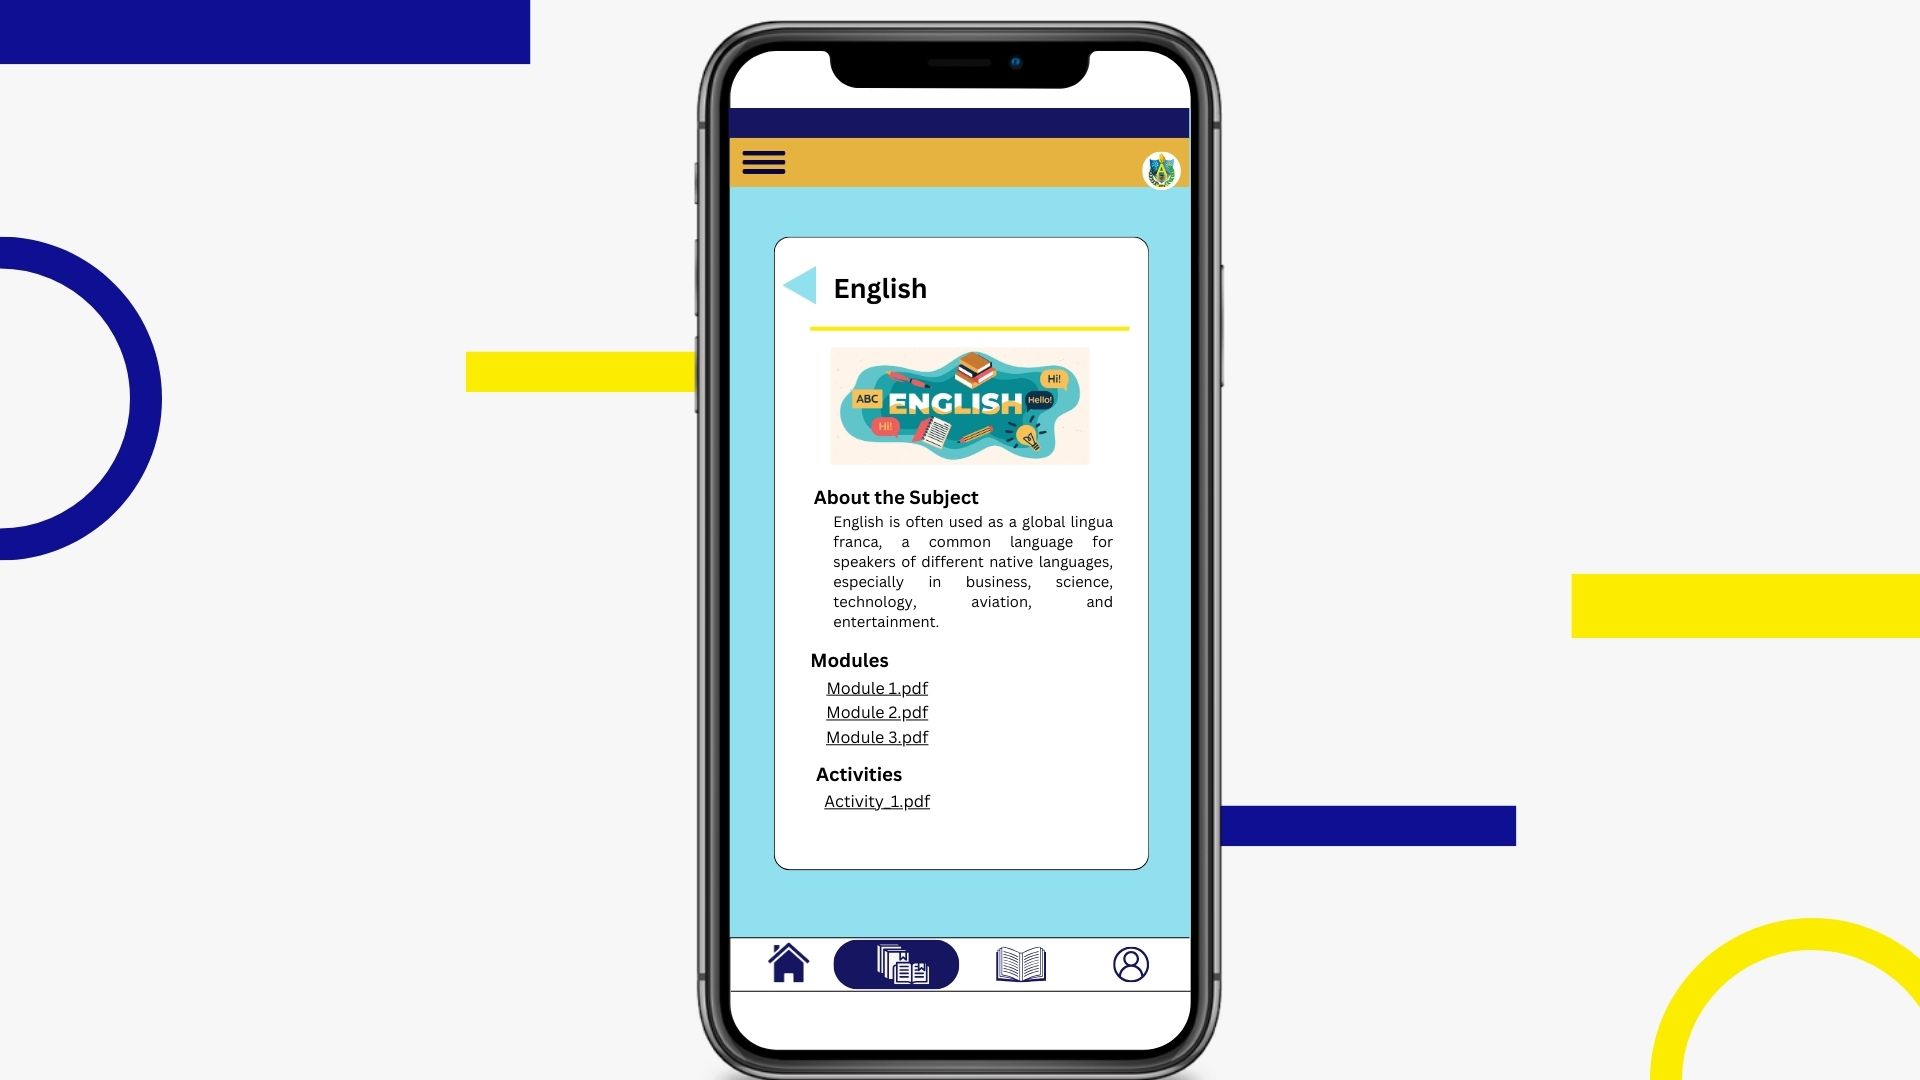 English
ABC
ENGLISH
Hi!
Hello!
Hi!
About the Subject
English is often used as a global lingua
franca, a common language for
speakers of different native languages,
especially in business, science,
technology, aviation, and
entertainment.
Modules
Module 1.pdf
Module 2.pdf
Module 3.pdf
Activities
Activity_1.pdf